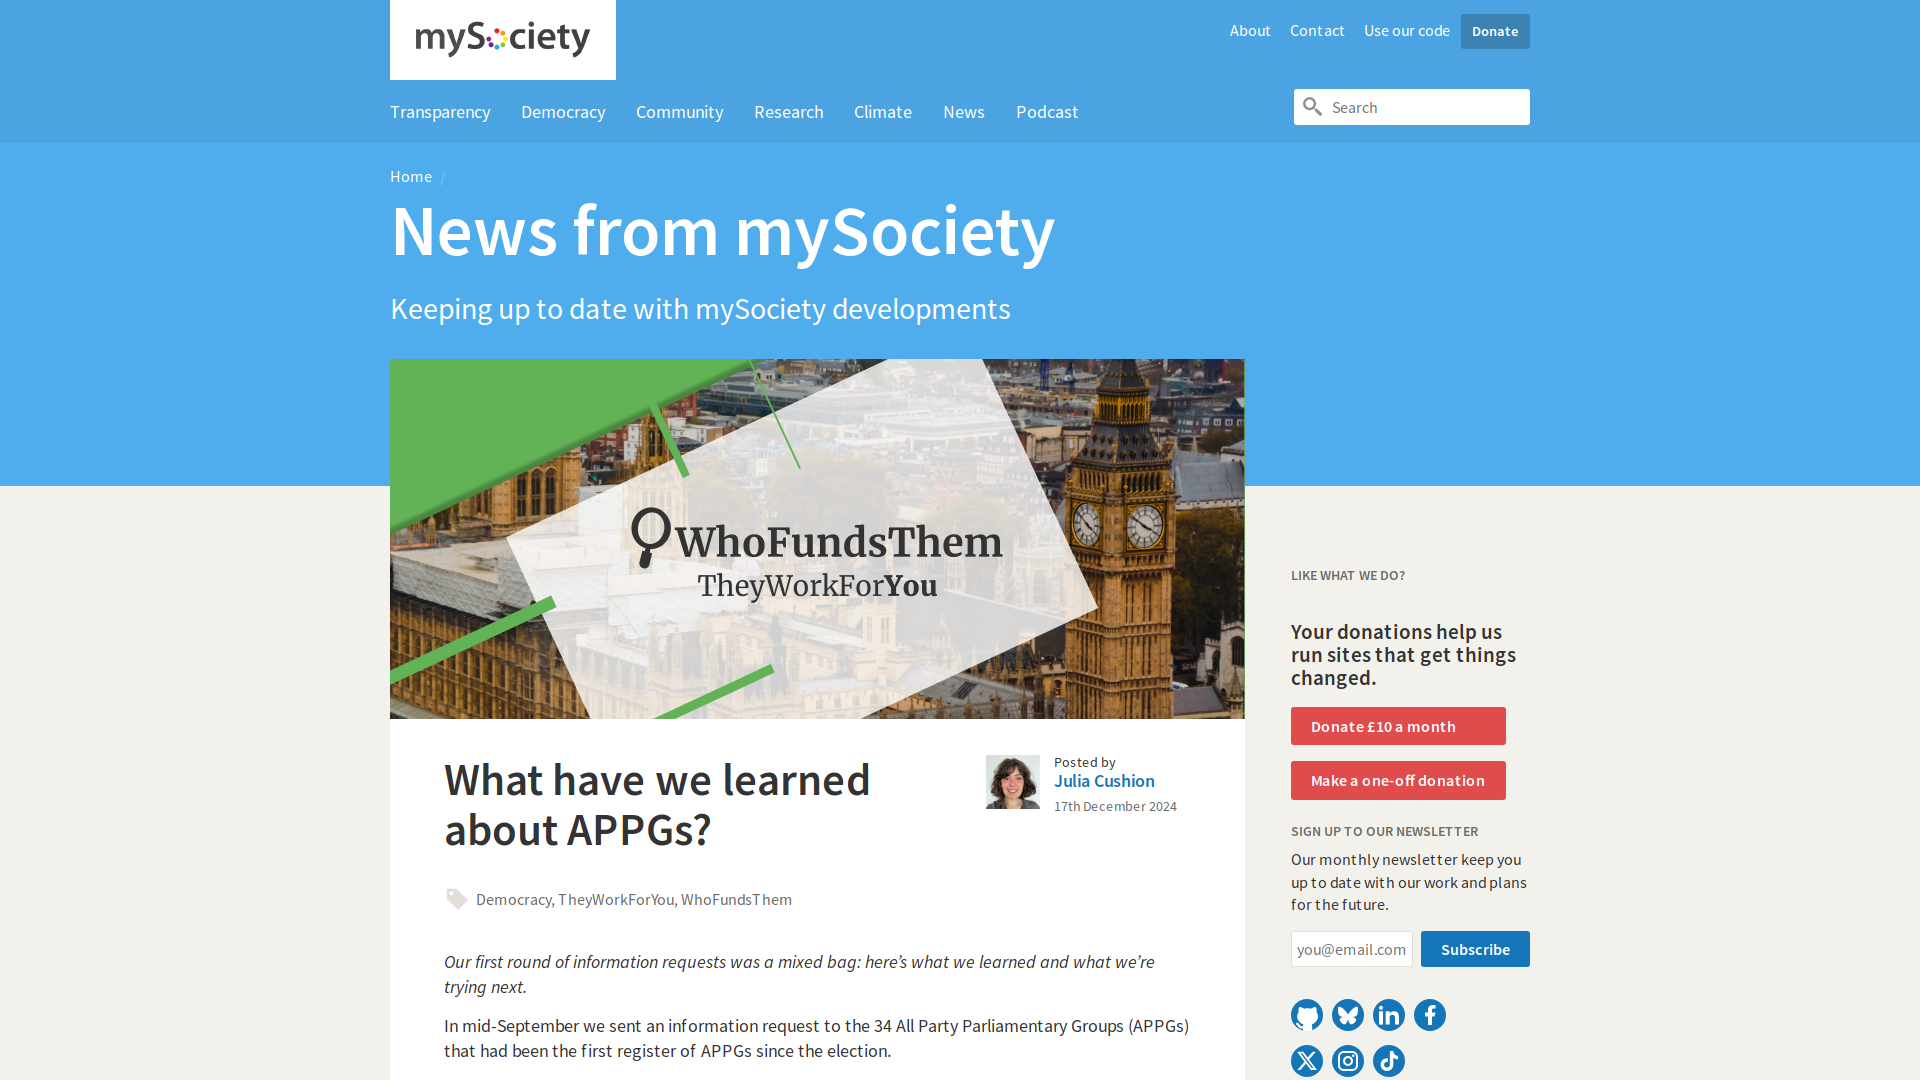 mySociety
About
Contact
Use our code
Donate
Transparency
Democracy
Community
Research
Climate
News
Podcast
Search
Home /
News from mySociety
Keeping up to date with mySociety developments
WhoFundsThem
TheyWorkForYou
What have we learned
about APPGs?
Posted by
Julia Cushion
17th December 2024
Democracy, TheyWorkForYou, WhoFundsThem
Our first round of information requests was a mixed bag: here’s what we learned and what we’re
trying next.
In mid-September we sent an information request to the 34 All Party Parliamentary Groups (APPGs)
that had been the first register of APPGs since the election.
LIKE WHAT WE DO?
Your donations help us
run sites that get things
changed.
Donate £10 a month
Make a one-off donation
SIGN UP TO OUR NEWSLETTER
Our monthly newsletter keep you
up to date with our work and plans
for the future.
you@email.com
Subscribe